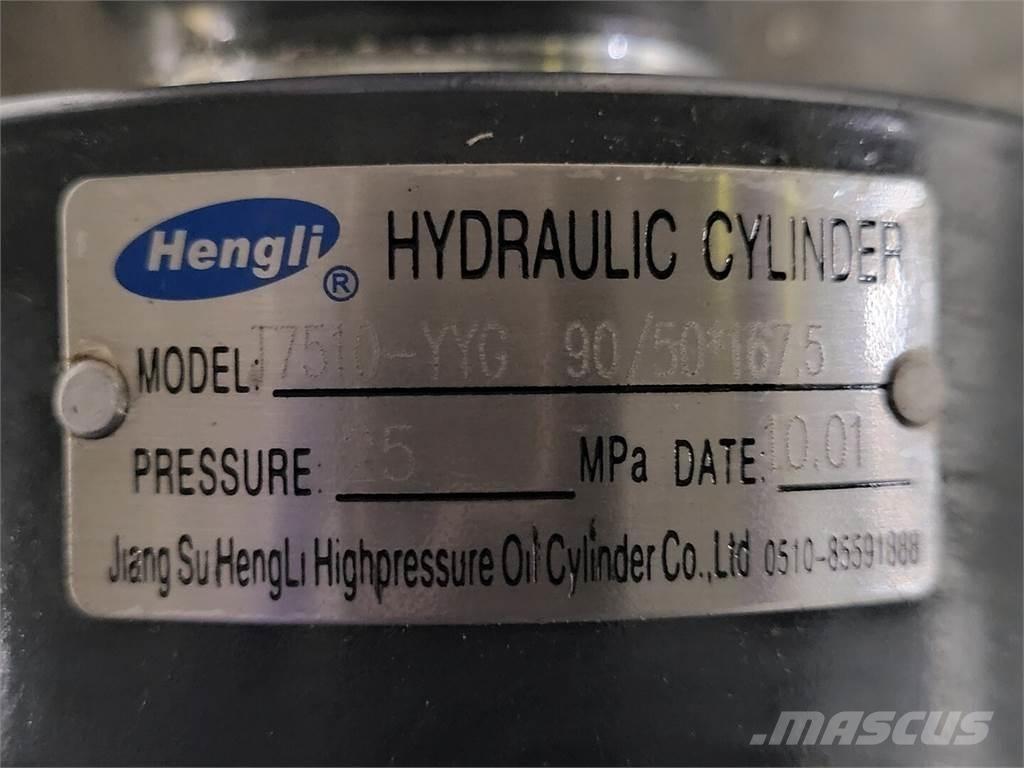 Hengli ® HYDRAULIC CYLINDER
MODEL: T7510-YYG 90/50*167.5
PRESSURE: 25 MPa DATE: 10.01
Jiang Su HengLi Highpressure Oil Cylinder Co.,Ltd 0510-85591888
MASCUS